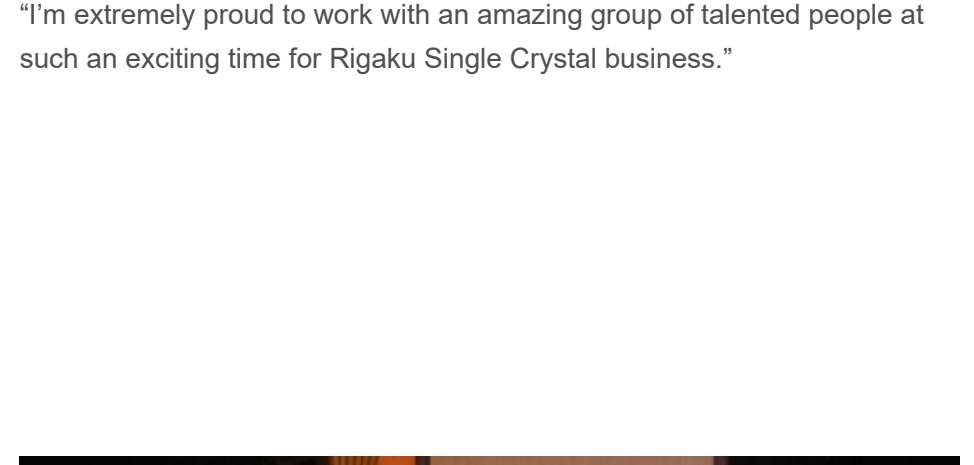 “I’m extremely proud to work with an amazing group of talented people at
such an exciting time for Rigaku Single Crystal business.”